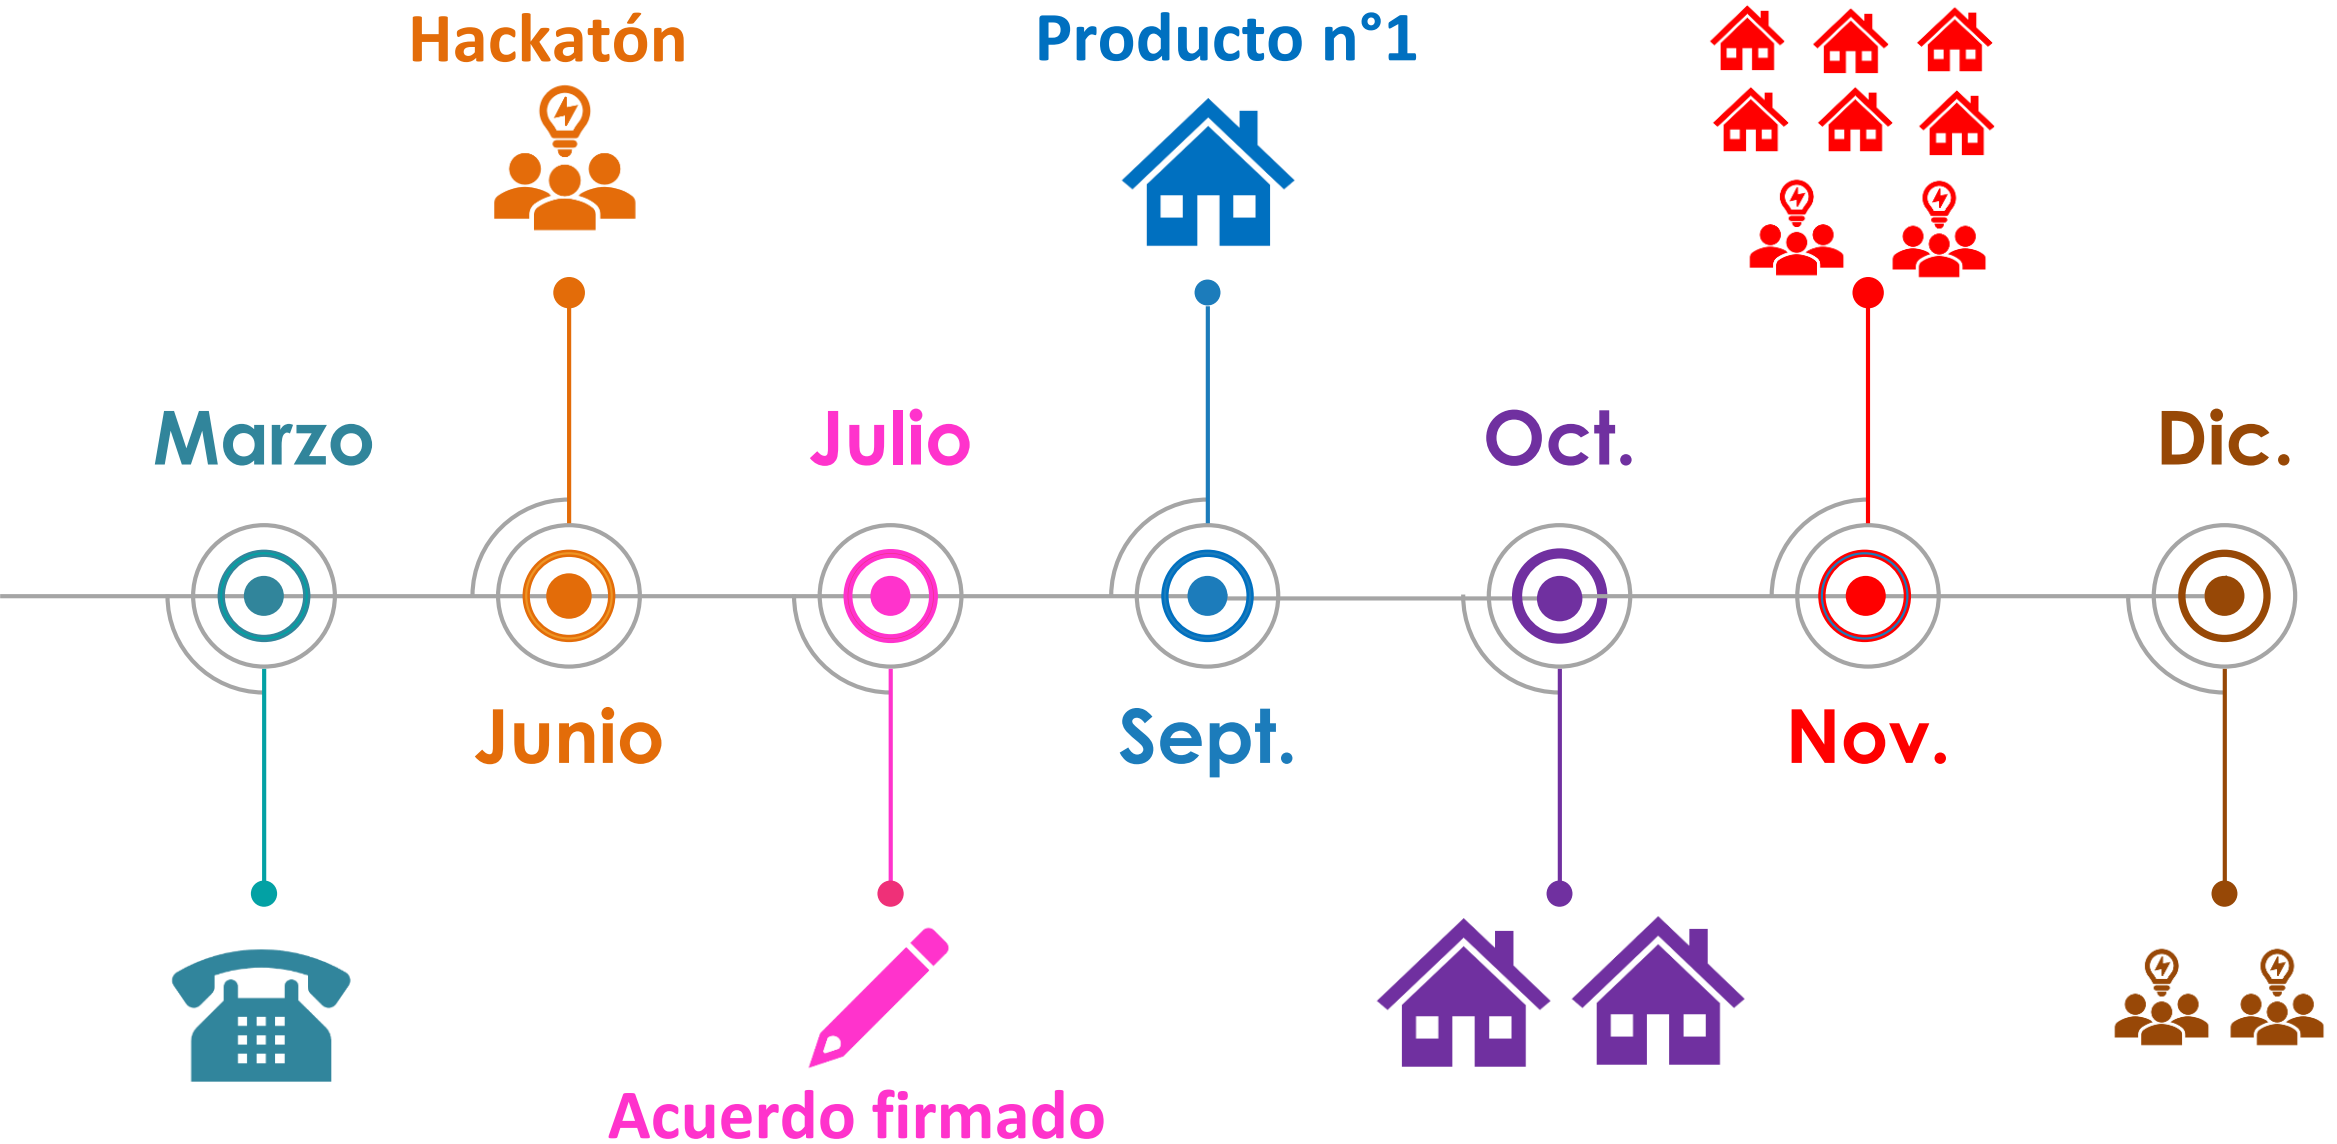 Hackatón
Producto n°1
Marzo
Julio
Oct.
Dic.
Junio
Sept.
Nov.
Acuerdo firmado